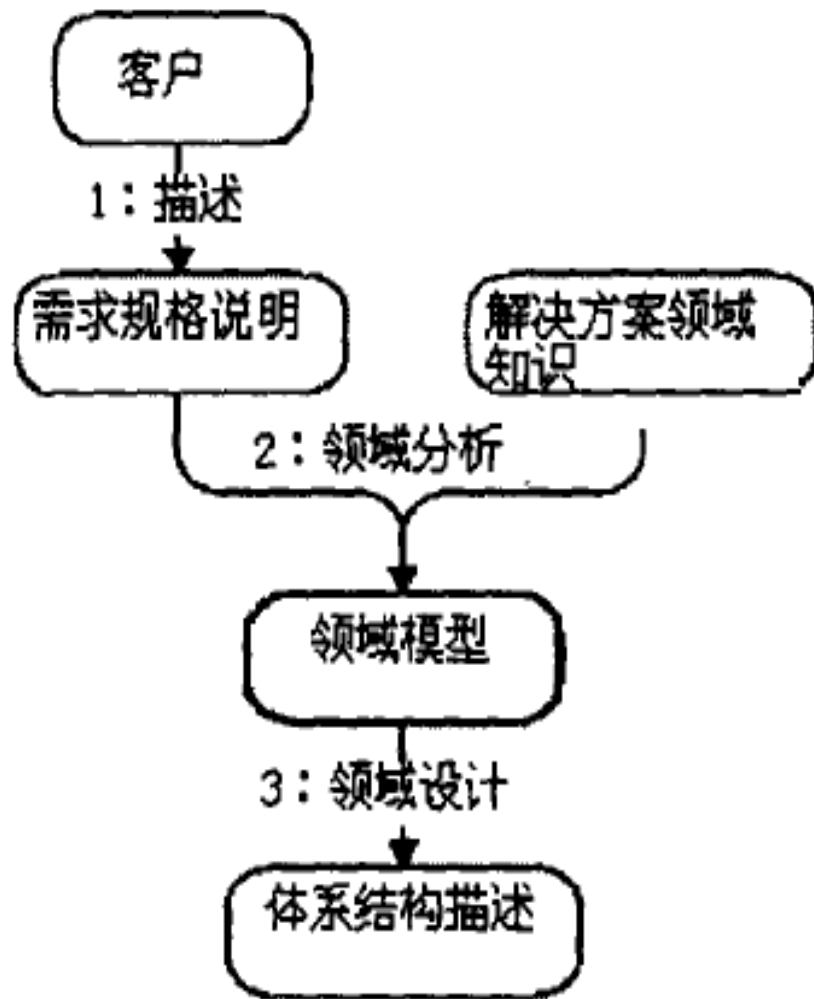 客户
1：描述
需求规格说明
解决方案领域
知识
2：领域分析
领域模型
3：领域设计
体系结构描述